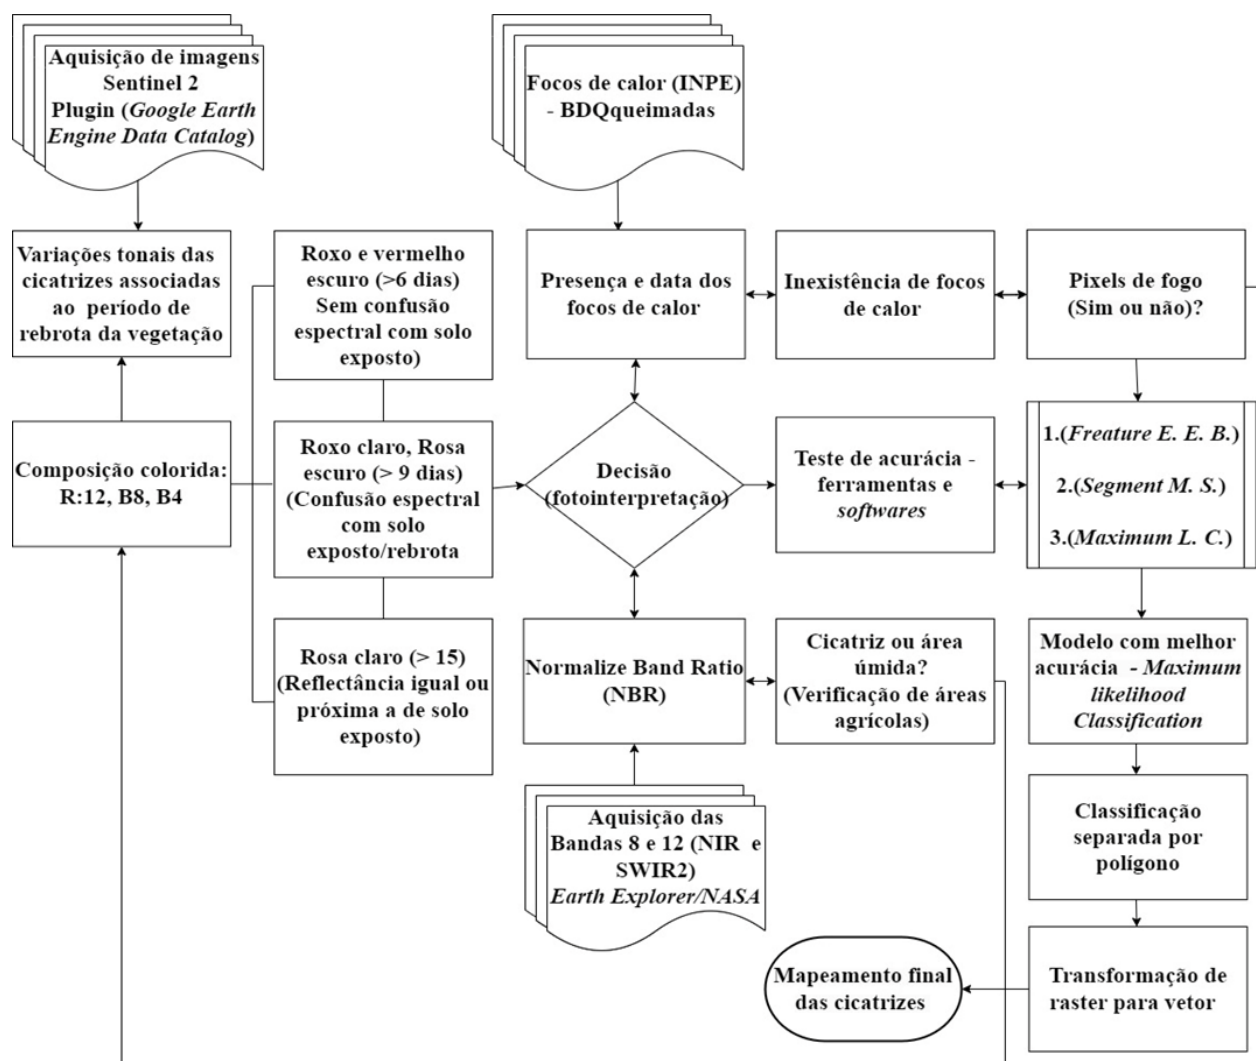 Aquisição de imagens
Sentinel 2
Plugin (Google Earth
Engine Data Catalog)
Focos de calor (INPE)
- BDQqueimadas
Variações tonais das
cicatrizes associadas
ao período de
rebrota da vegetação
Roxo e vermelho
escuro (>6 dias)
Sem confusão
espectral com solo
exposto)
Presença e data dos
focos de calor
Inexistência de focos
de calor
Pixels de fogo
(Sim ou não)?
Composição colorida:
R:12, B8, B4
Roxo claro, Rosa
escuro (> 9 dias)
(Confusão espectral
com solo
exposto/rebrota
Decisão
(fotointerpretação)
Teste de acurácia -
ferramentas e
softwares
1.(Freature E. E. B.)
2.(Segment M. S.)
3.(Maximum L. C.)
Rosa claro (> 15)
(Reflectância igual ou
próxima a de solo
exposto)
Normalize Band Ratio
(NBR)
Cicatriz ou área
úmida?
(Verificação de áreas
agrícolas)
Modelo com melhor
acurácia - Maximum
likelihood
Classification
Aquisição das
Bandas 8 e 12 (NIR e
SWIR2)
Earth Explorer/NASA
Classificação
separada por
polígono
Mapeamento final
das cicatrizes
Transformação de
raster para vetor